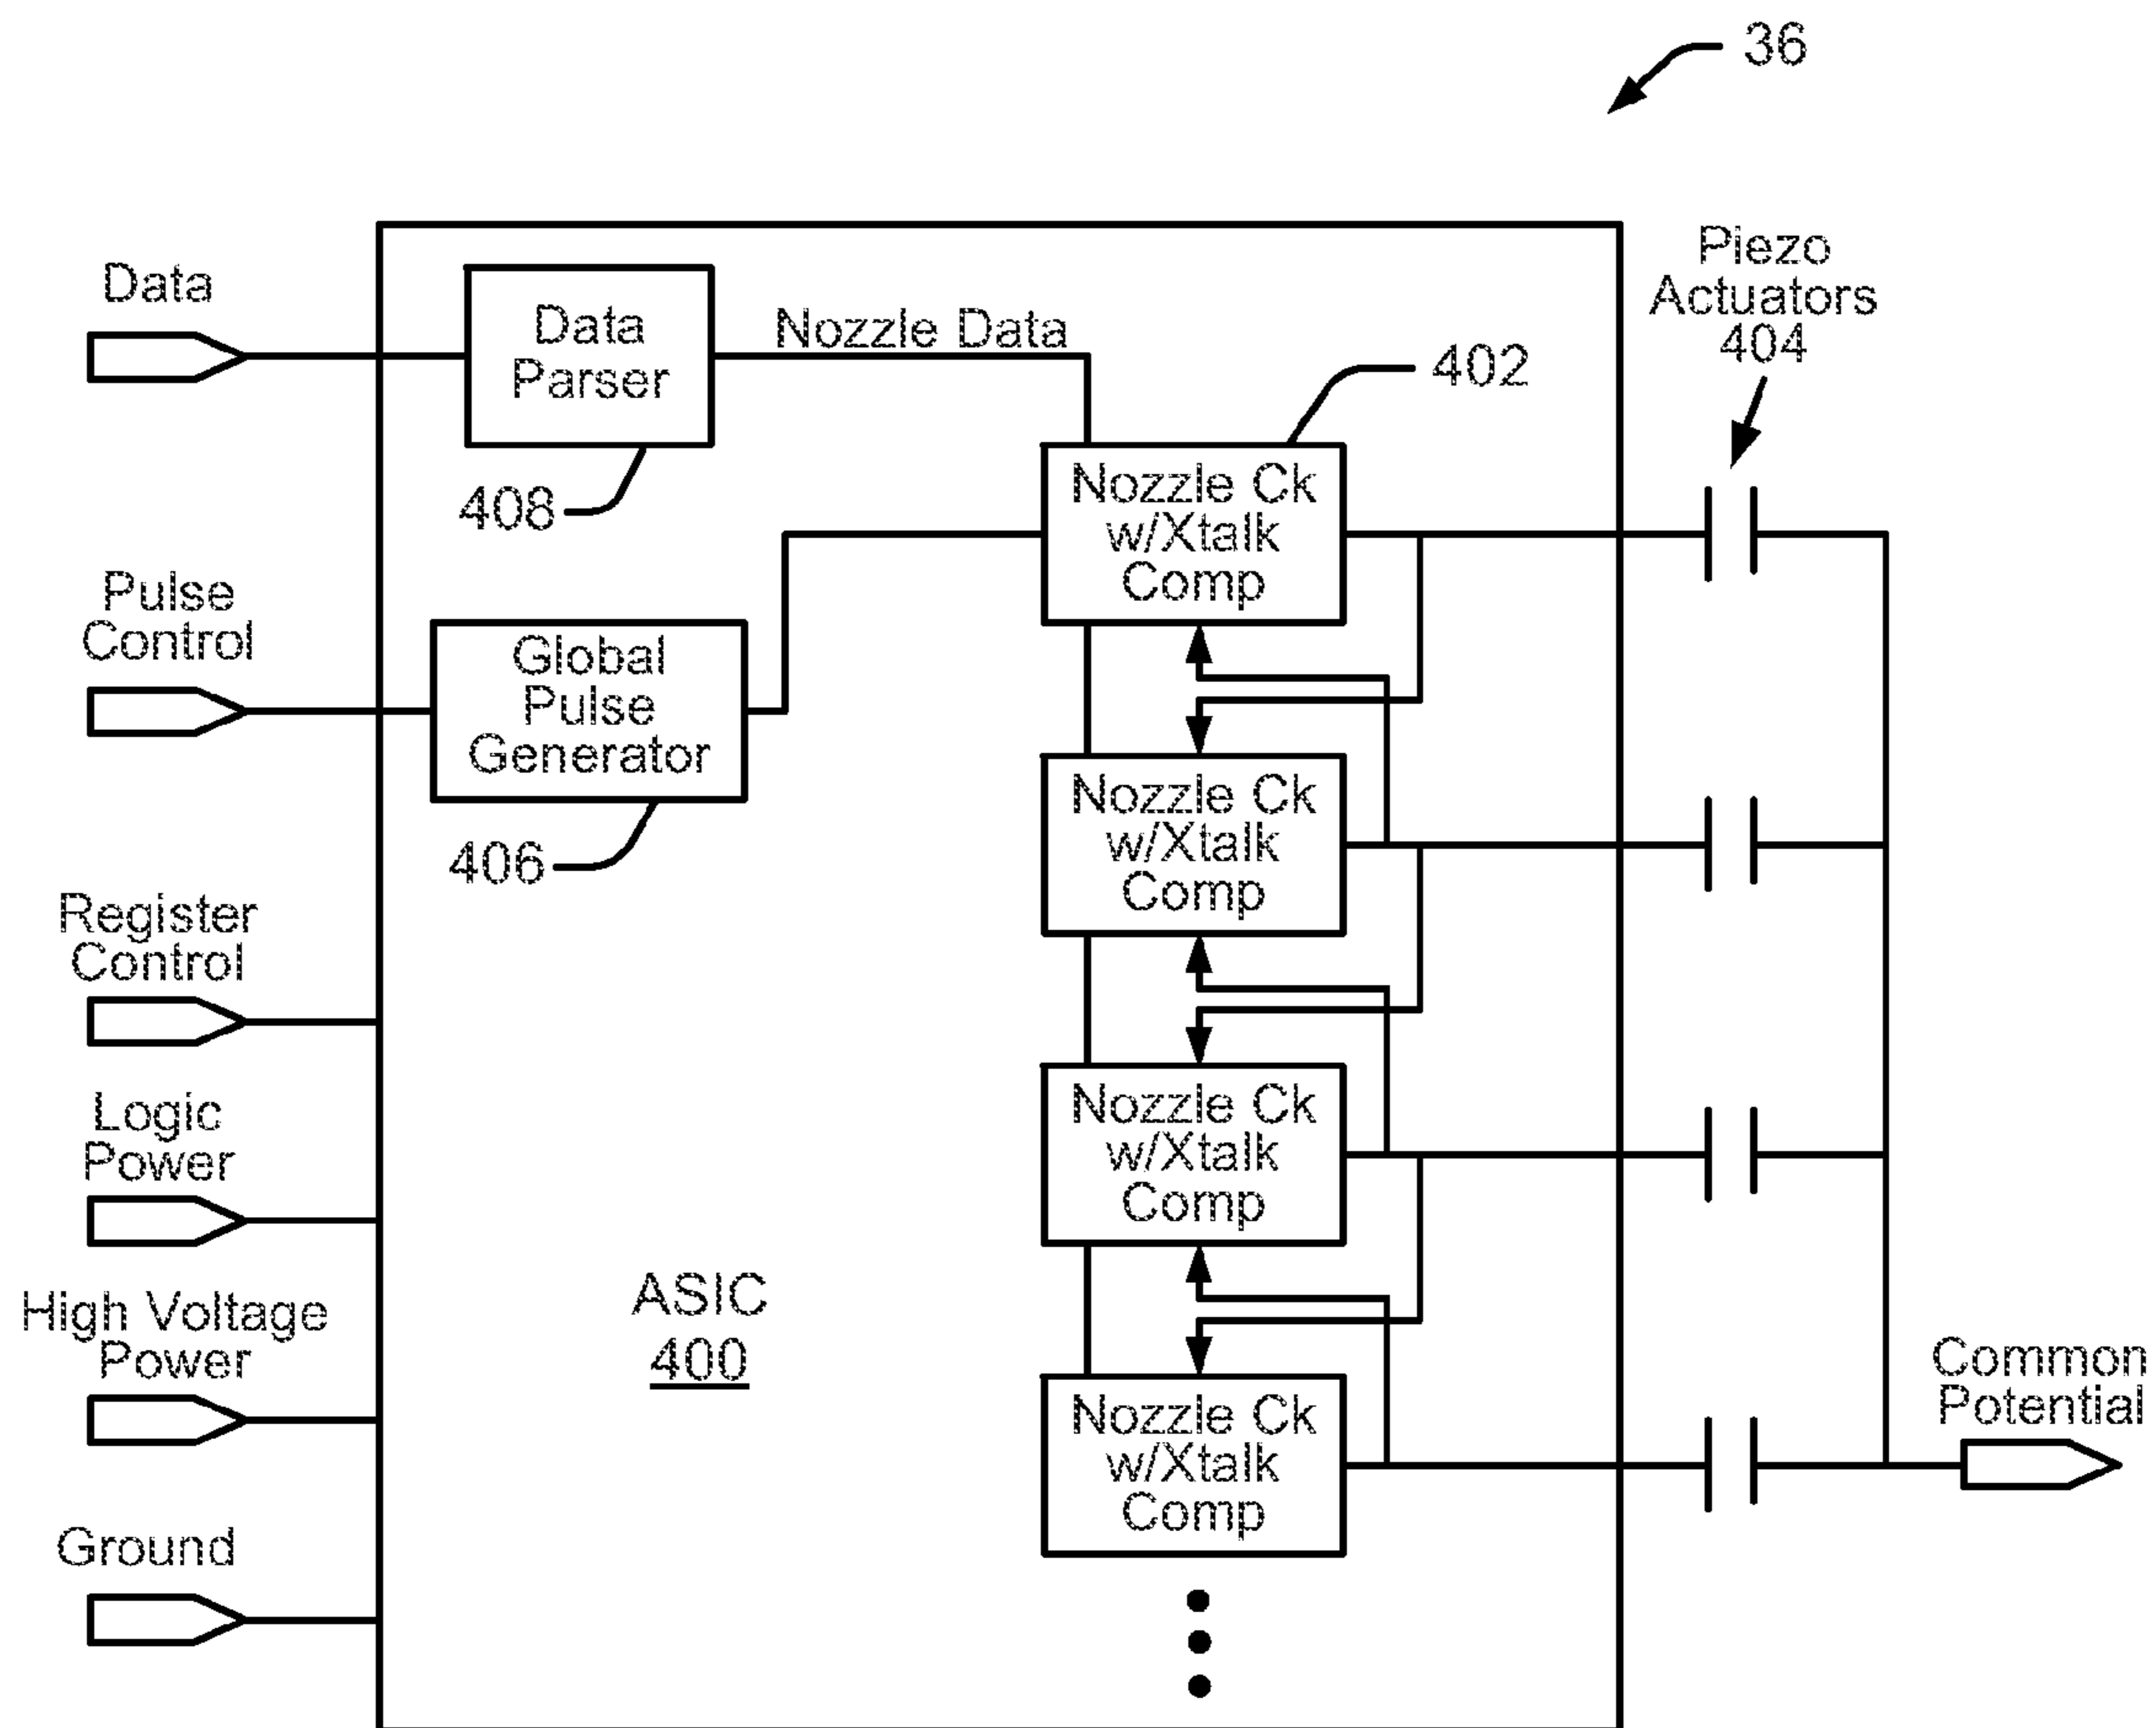 36
Data
Data
Parser
Nozzle Data
408
402
Piezo
Actuators
404
Nozzle Ck
w/Xtalk
Comp
Pulse
Control
Global
Pulse
Generator
406
Nozzle Ck
w/Xtalk
Comp
Register
Control
Logic
Power
Nozzle Ck
w/Xtalk
Comp
High Voltage
Power
ASIC
400
Nozzle Ck
w/Xtalk
Comp
Common
Potential
Ground